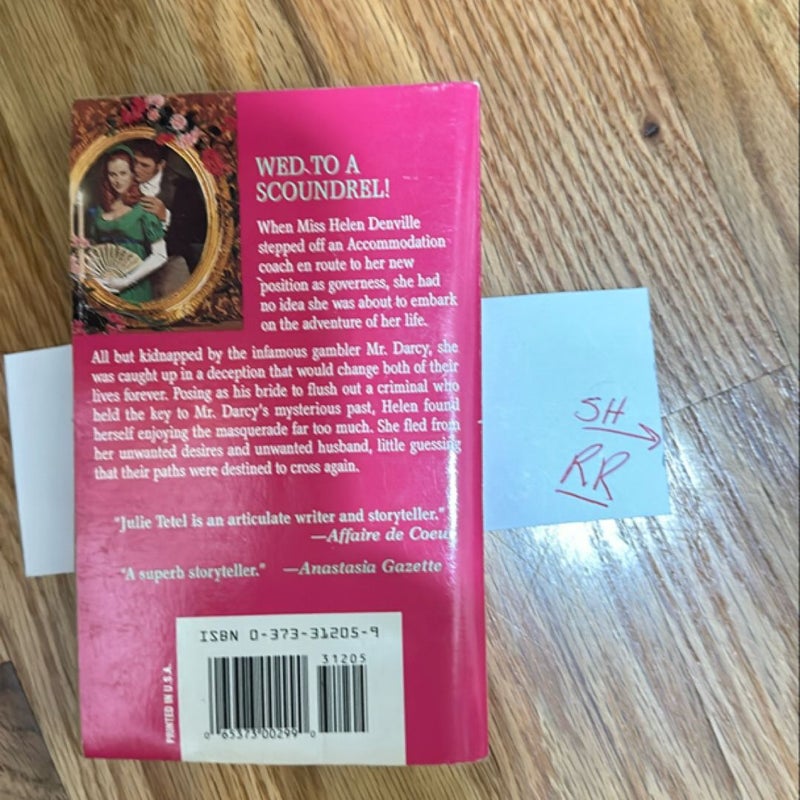 WED TO A
SCOUNDREL!
When Miss Helen Denville
stepped off an Accommodation
coach en route to her new
position as governess, she had
no idea she was about to embark
on the adventure of her life.
All but kidnapped by the infamous gambler Mr. Darcy, she
was caught up in a deception that would change both of their
lives forever. Posing as his bride to flush out a criminal who
held the key to Mr. Darcy's mysterious past, Helen found
herself enjoying the masquerade far too much. She fled from
her unwanted desires and unwanted husband, little guessing
that their paths were destined to cross again.
"Julie Tetel is an articulate writer and storyteller."
—Affaire de Coeur
"A superb storyteller." —Anastasia Gazette
ISBN 0-373-31205-9
31205
0 65373 00299 0
PRINTED IN U.S.A.
SH
RR